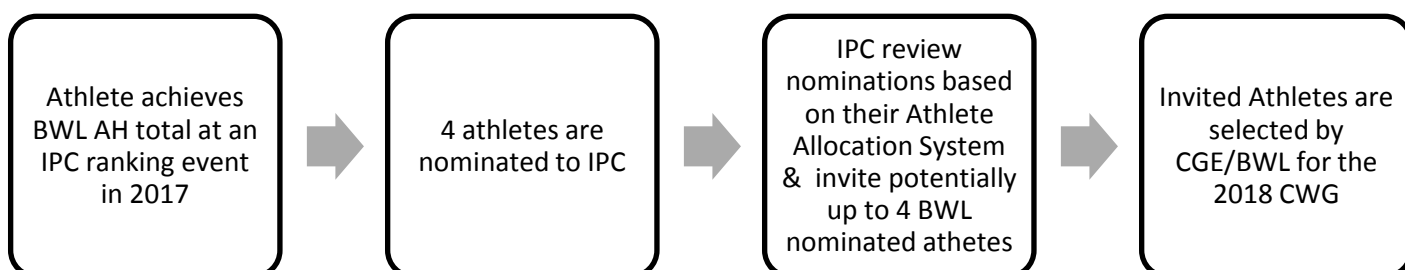 Athlete achieves
BWL AH total at an
IPC ranking event
in 2017
4 athletes are
nominated to IPC
IPC review
nominations based
on their Athlete
Allocation System
& invite potentially
up to 4 BWL
nominated athetes
Invited Athletes are
selected by
CGE/BWL for the
2018 CWG